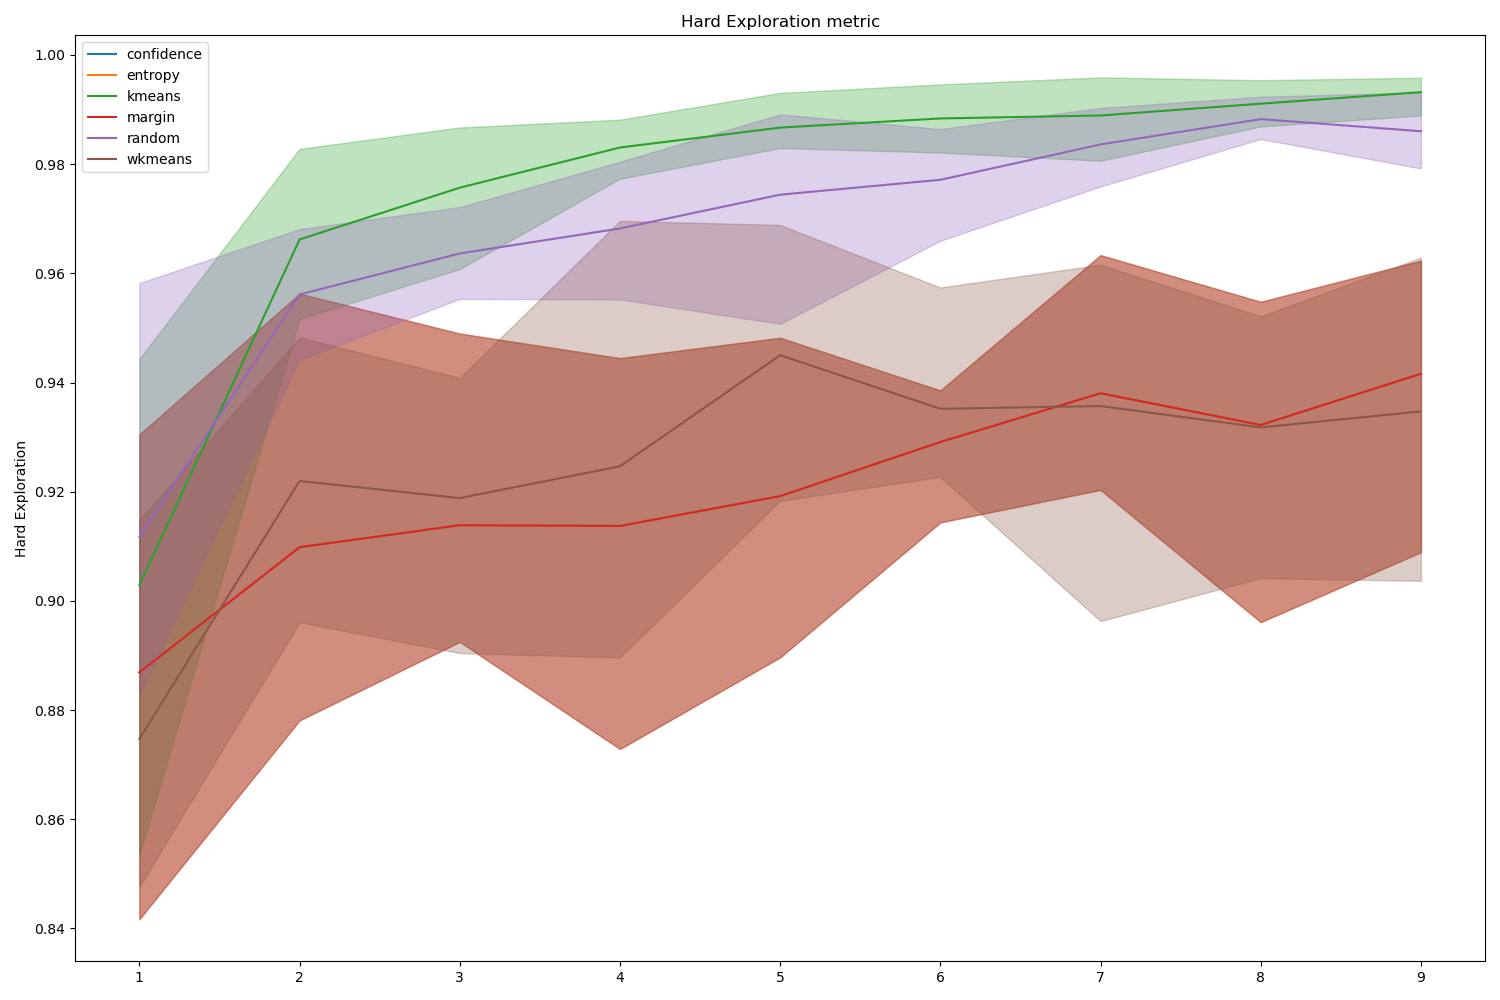 Hard Exploration metric
confidence
entropy
kmeans
margin
random
wkmeans
Hard Exploration
1.00
0.98
0.96
0.94
0.92
0.90
0.88
0.86
0.84
1 2 3 4 5 6 7 8 9